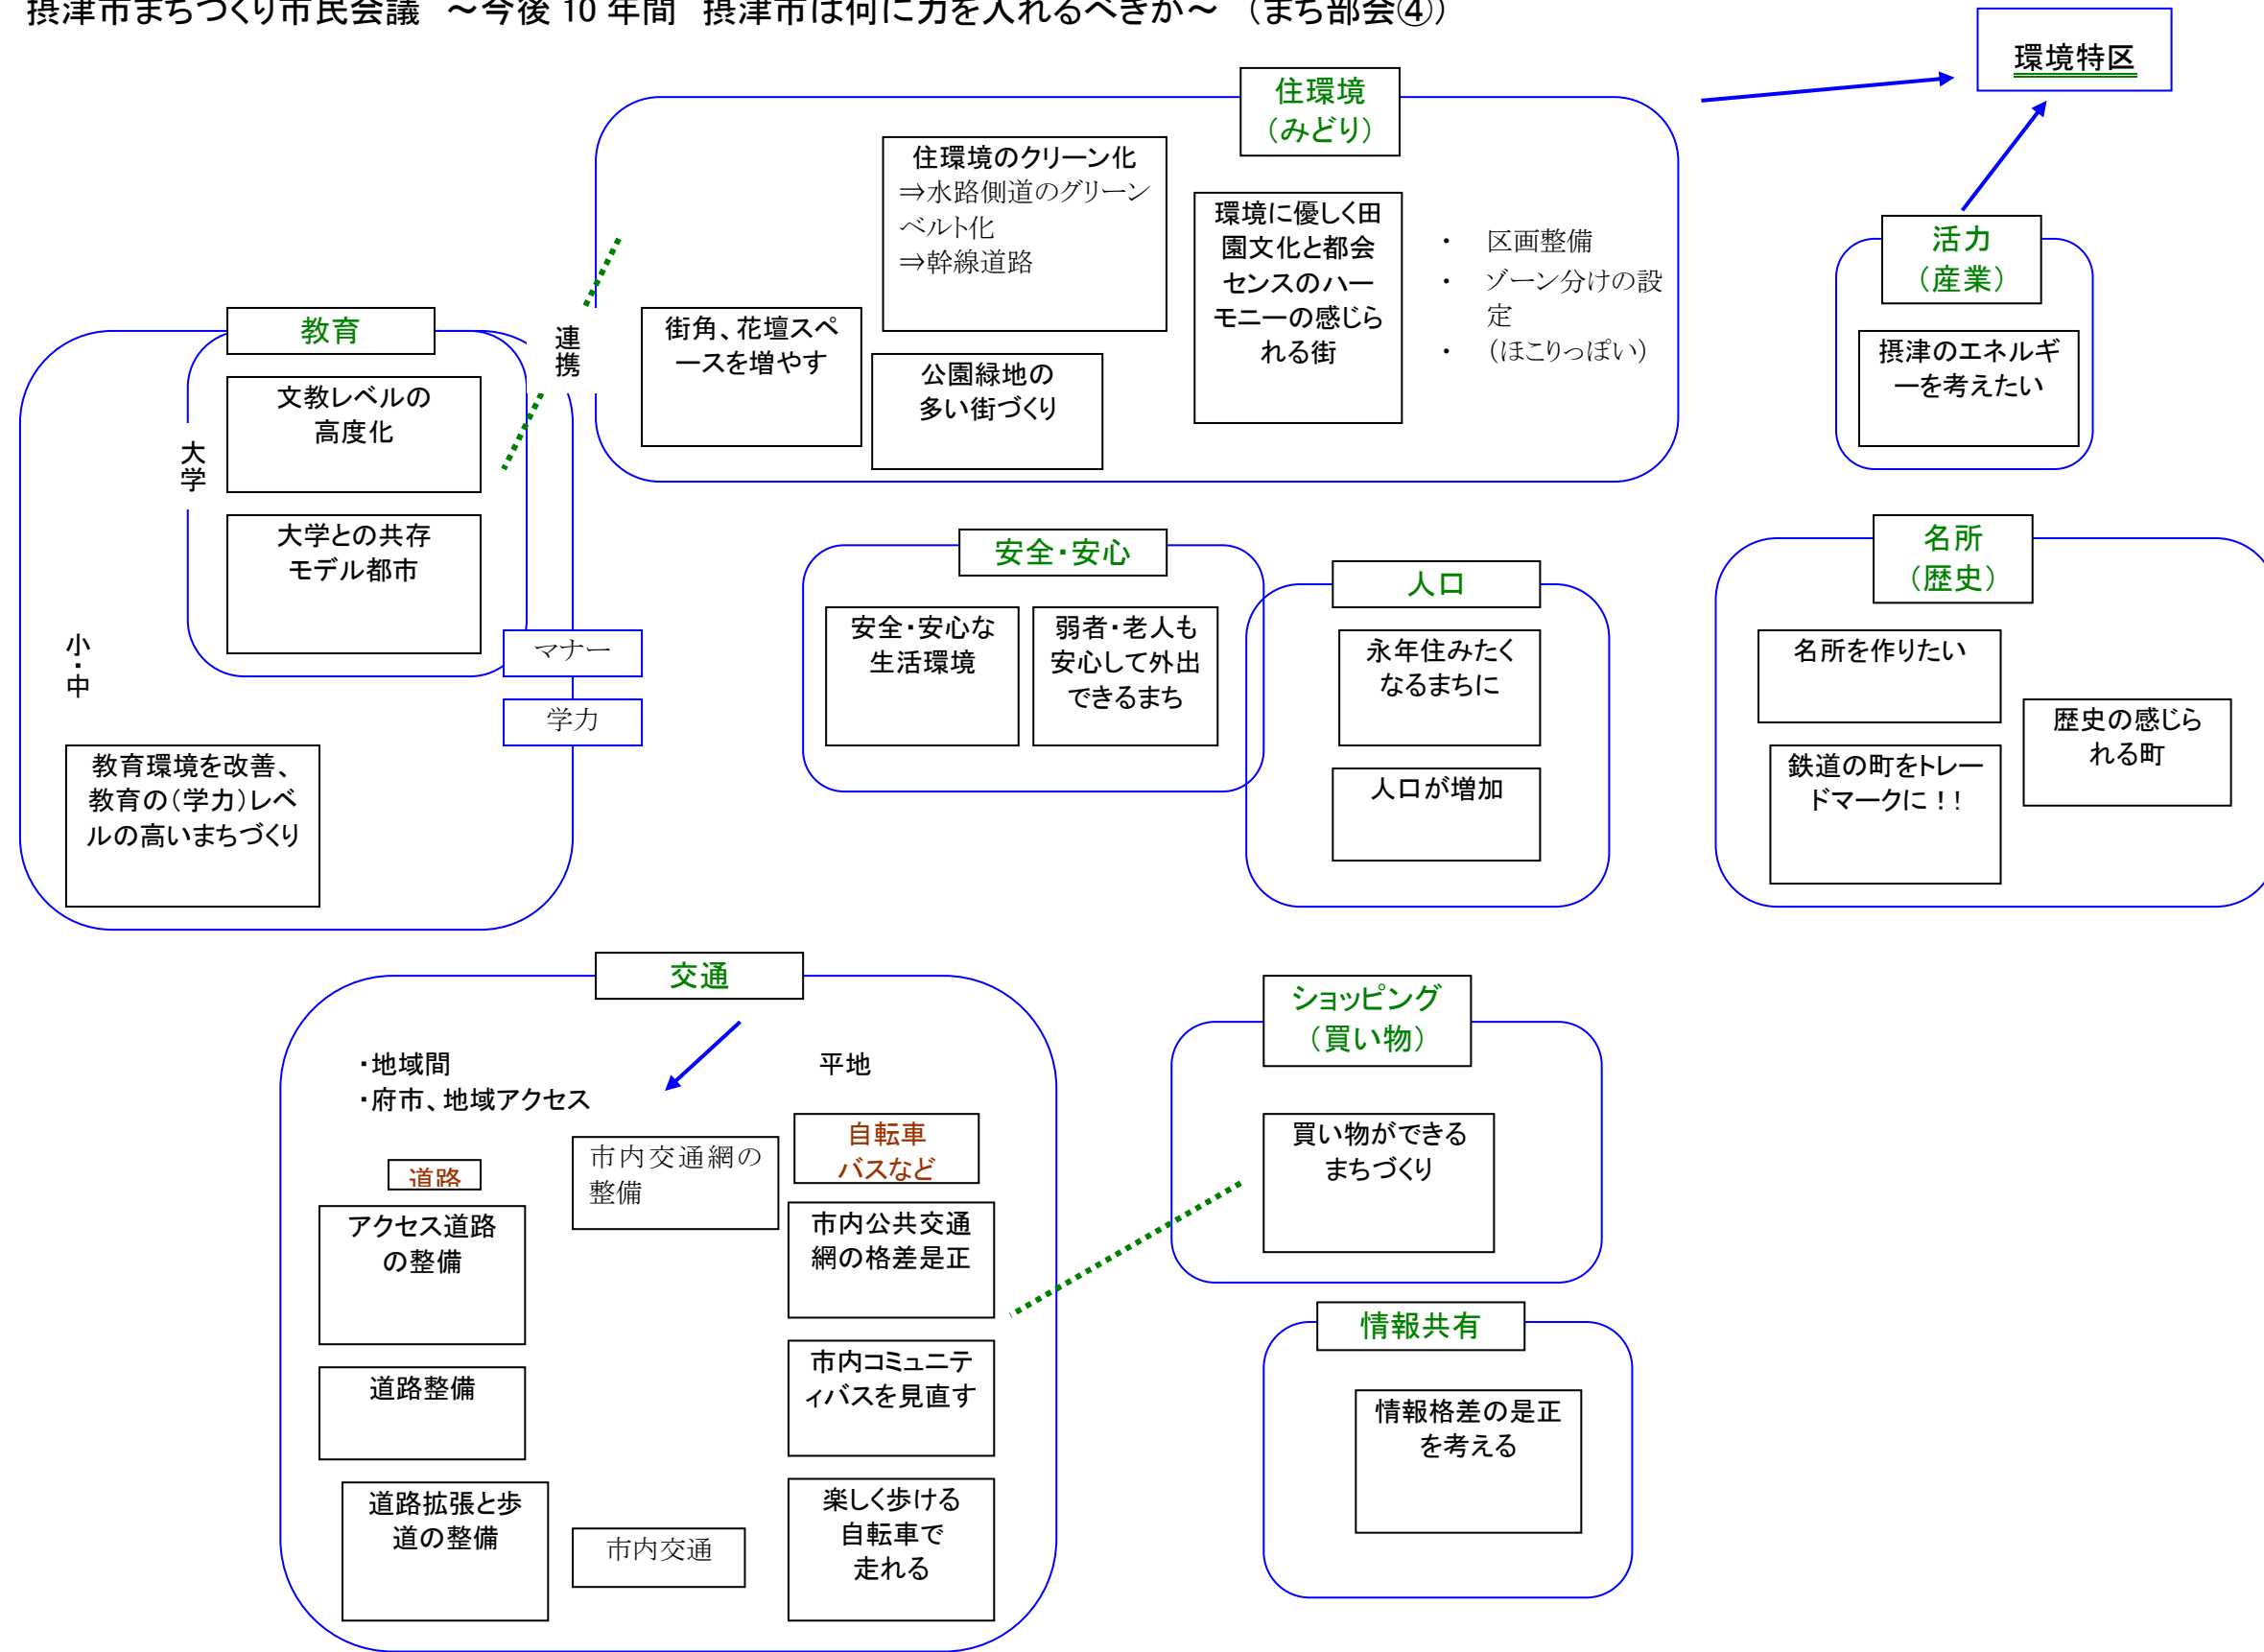 摂津市まちづくり市民会議　～今後 10 年間　摂津市は何に力を入れるべきか～　（まち部会④）
環境特区
住環境
（みどり）
住環境のクリーン化
⇒水路側道のグリーン
ベルト化
⇒幹線道路
環境に優しく田
園文化と都会
センスのハー
モニーの感じら
れる街
・　区画整備
・　ゾーン分けの設
定
・　（ほこりっぽい）
街角、花壇スペ
ースを増やす
公園緑地の
多い街づくり
活力
（産業）
摂津のエネルギ
ーを考えたい
連携
教育
文教レベルの
高度化
大学
大学との共存
モデル都市
小・中
マナー
学力
教育環境を改善、
教育の（学力）レベ
ルの高いまちづくり
安全・安心
安全・安心な
生活環境
弱者・老人も
安心して外出
できるまち
人口
永年住みたく
なるまちに
人口が増加
名所
（歴史）
名所を作りたい
歴史の感じら
れる町
鉄道の町をトレー
ドマークに！！
交通
・地域間
・府市、地域アクセス
平地
道路
アクセス道路
の整備
道路整備
道路拡張と歩
道の整備
市内交通網の
整備
市内交通
自転車
バスなど
市内公共交通
網の格差是正
市内コミュニテ
ィバスを見直す
楽しく歩ける
自転車で
走れる
ショッピング
（買い物）
買い物ができる
まちづくり
情報共有
情報格差の是正
を考える